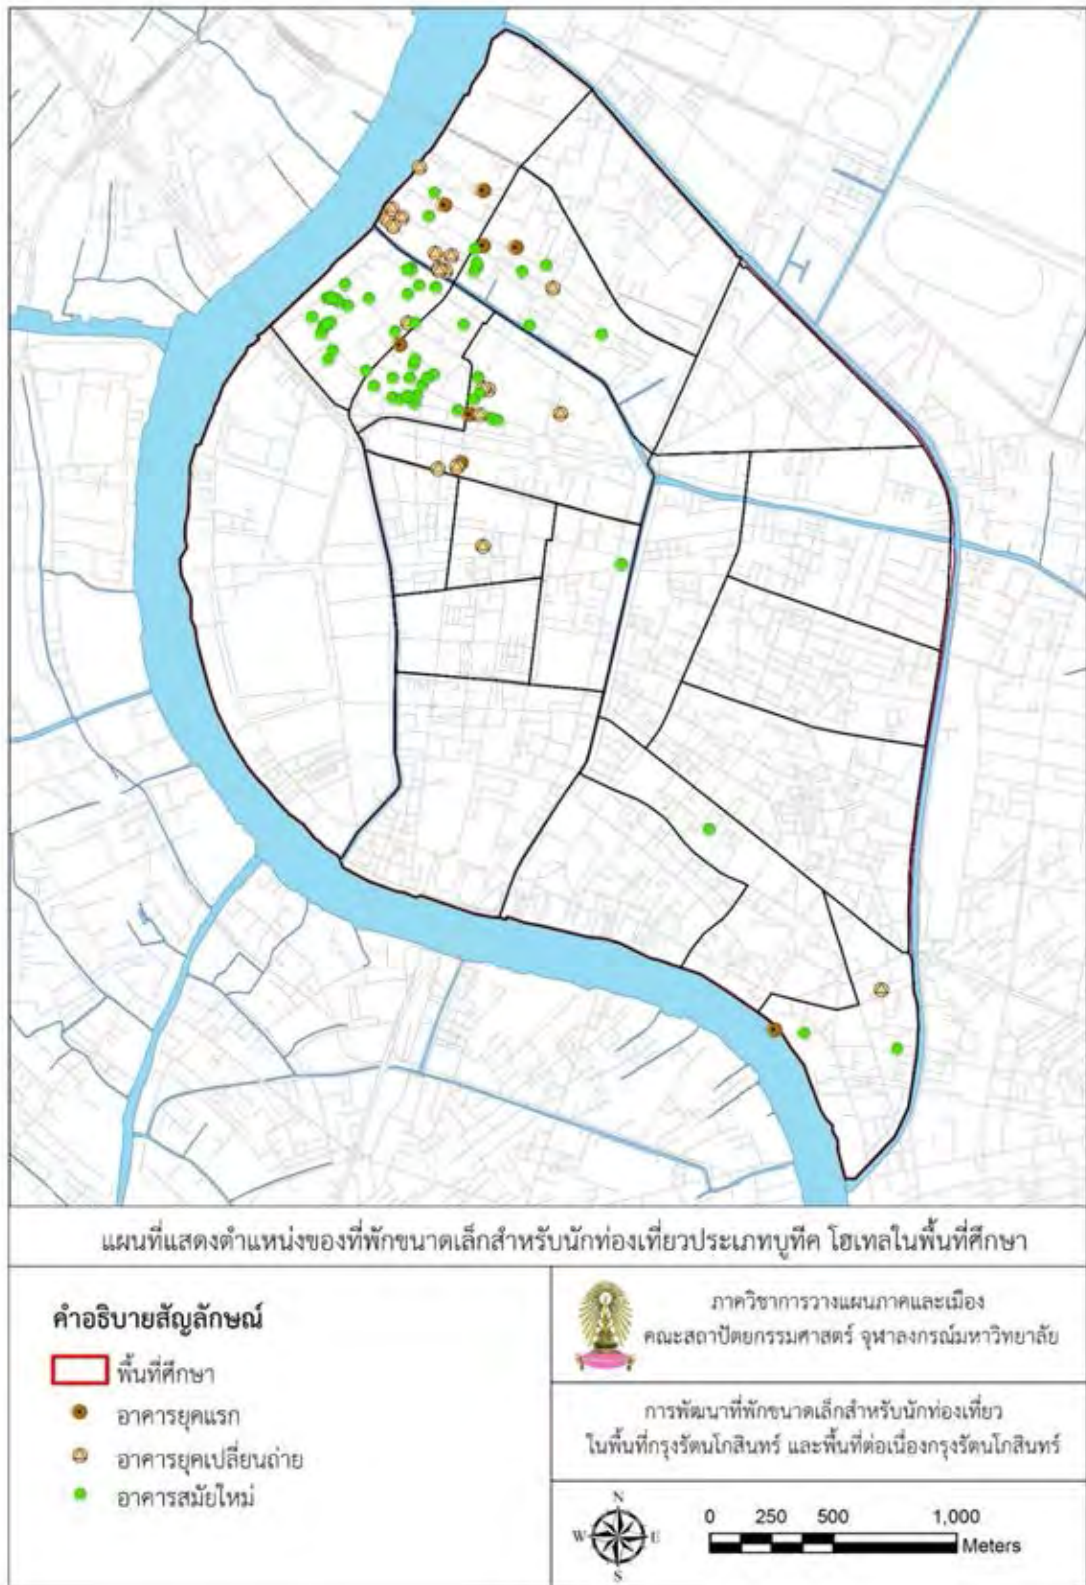 แผนที่แสดงตำแหน่งของที่พักขนาดเล็กสำหรับนักท่องเที่ยวประเภทบูทีค โฮเทลในพื้นที่ศึกษา
คำอธิบายสัญลักษณ์
พื้นที่ศึกษา
อาคารยุคแรก
อาคารยุคเปลี่ยนถ่าย
อาคารสมัยใหม่
ภาควิชาการวางแผนภาคและเมือง
คณะสถาปัตยกรรมศาสตร์ จุฬาลงกรณ์มหาวิทยาลัย
การพัฒนาที่พักขนาดเล็กสำหรับนักท่องเที่ยว
ในพื้นที่กรุงรัตนโกสินทร์ และพื้นที่ต่อเนื่องกรุงรัตนโกสินทร์
N
W E
S
0 250 500 1,000
Meters